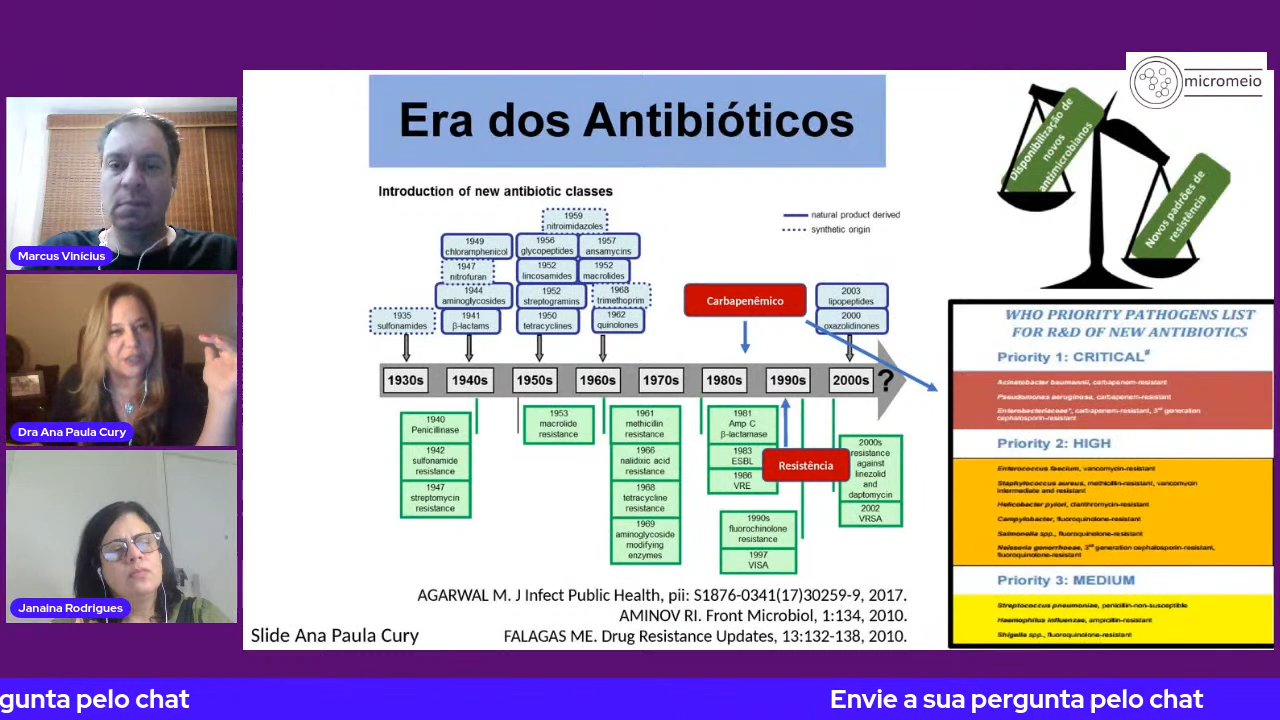 Marcus Vinícius
Dra Ana Paula Cury
Janaina Rodrigues
Era dos Antibióticos
Introduction of new antibiotic classes
natural product derived
synthetic origin
1959
nitroimidazoles
1949
chloramphenicol
1956
glycopeptides
1957
ansamycins
1947
nitrofuran
1952
lincosamides
1952
macrolides
1944
aminoglycosides
1952
streptogramins
1968
trimethoprim
1935
sulfonamides
1941
β-lactams
1950
tetracyclines
1962
quinolones
Carbapenêmico
2003
lipopeptides
2000
oxazolidinones
1930s
1940s
1950s
1960s
1970s
1980s
1990s
2000s
?
1940
Penicillinase
1942
sulfonamide
resistance
1947
streptomycin
resistance
1953
macrolide
resistance
1961
methicillin
resistance
1966
nalidixic acid
resistance
1968
tetracycline
resistance
1969
aminoglycoside
modifying
enzymes
1981
Amp C
β-lactamase
1983
ESBL
1986
VRE
Resistência
1990s
fluorochinolone
resistance
1997
VISA
2000s
resistance
against
linezolid
and
daptomycin
2002
VRSA
AGARWAL M. J Infect Public Health, pii: S1876-0341(17)30259-9, 2017.
AMINOV RI. Front Microbiol, 1:134, 2010.
FALAGAS ME. Drug Resistance Updates, 13:132-138, 2010.
Slide Ana Paula Cury
micromeio
Disponibilização de
novos
antimicrobianos
Novos padrões de
resistência
WHO PRIORITY PATHOGENS LIST
FOR R&D OF NEW ANTIBIOTICS
Priority 1: CRITICAL#
Acinetobacter baumannii, carbapenem-resistant
Pseudomonas aeruginosa, carbapenem-resistant
Enterobacteriaceae*, carbapenem-resistant, 3rd generation
cephalosporin-resistant
Priority 2: HIGH
Enterococcus faecium, vancomycin-resistant
Staphylococcus aureus, methicillin-resistant, vancomycin
intermediate and resistant
Helicobacter pylori, clarithromycin-resistant
Campylobacter, fluoroquinolone-resistant
Salmonella spp., fluoroquinolone-resistant
Neisseria gonorrhoeae, 3rd generation cephalosporin-resistant,
fluoroquinolone-resistant
Priority 3: MEDIUM
Streptococcus pneumoniae, penicillin-non-susceptible
Haemophilus influenzae, ampicillin-resistant
Shigella spp., fluoroquinolone-resistant
gunta pelo chat
Envie a sua pergunta pelo chat